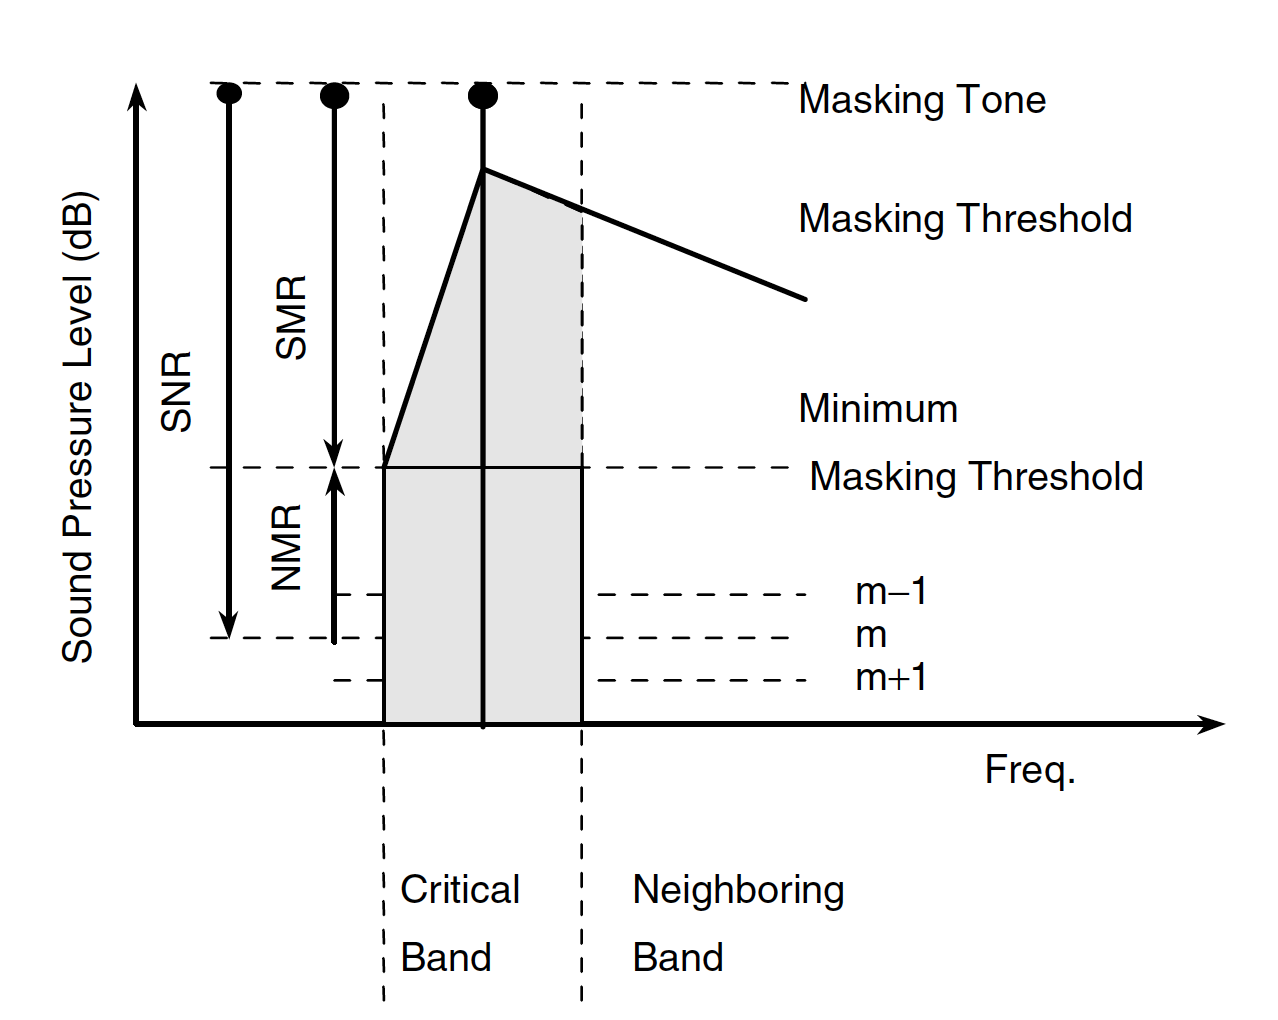 Masking Tone
Masking Threshold
Sound Pressure Level (dB)
SNR
SMR
NMR
Minimum
Masking Threshold
m−1
m
m+1
Freq.
Critical
Band
Neighboring
Band